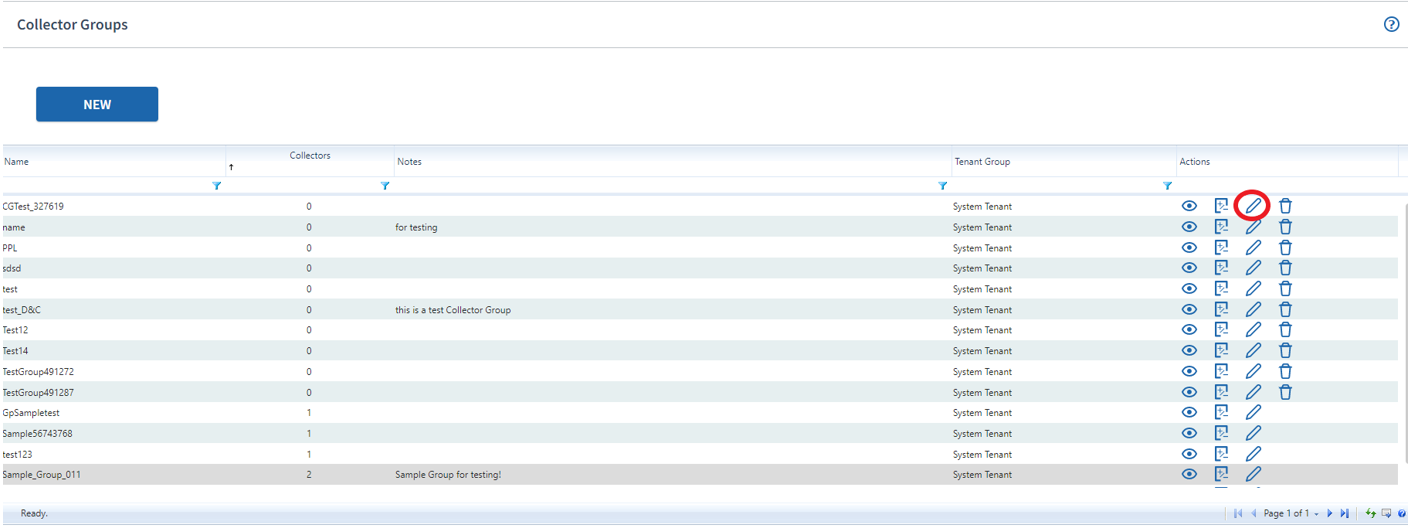 Collector Groups
NEW
Name Collectors Notes Tenant Group Actions
CGTest_327619 0 System Tenant
name 0 for testing System Tenant
PPL 0 System Tenant
sdsd 0 System Tenant
test 0 System Tenant
test_D&C 0 this is a test Collector Group System Tenant
Test12 0 System Tenant
Test14 0 System Tenant
TestGroup491272 0 System Tenant
TestGroup491287 0 System Tenant
GpSampletest 1 System Tenant
Sample56743768 1 System Tenant
test123 1 System Tenant
Sample_Group_011 2 Sample Group for testing! System Tenant
Ready. Page 1 of 1